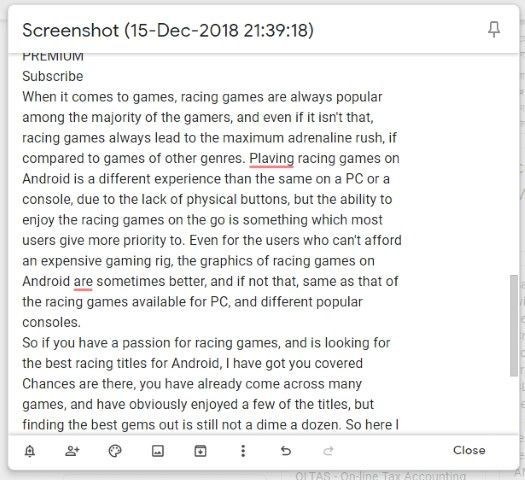 Screenshot (15-Dec-2018 21:39:18)
PREMIUM
Subscribe
When it comes to games, racing games are always popular
among the majority of the gamers, and even if it isn't that,
racing games always lead to the maximum adrenaline rush, if
compared to games of other genres. Plaving racing games on
Android is a different experience than the same on a PC or a
console, due to the lack of physical buttons, but the ability to
enjoy the racing games on the go is something which most
users give more priority to. Even for the users who can't afford
an expensive gaming rig, the graphics of racing games on
Android are sometimes better, and if not that, same as that of
the racing games available for PC, and different popular
consoles.
So if you have a passion for racing games, and is looking for
the best racing titles for Android, I have got you covered
Chances are there, you have already come across many
games, and have obviously enjoyed a few of the titles, but
finding the best gems out is still not a dime a dozen. So here I
Close
OLTAS - On-line Tax Accounting